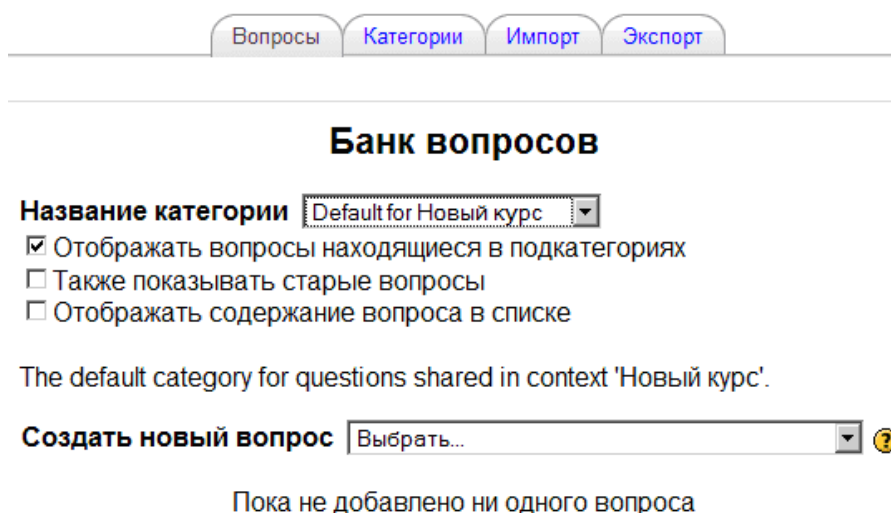 Вопросы Категории Импорт Экспорт
Банк вопросов
Название категории Default for Новый курс
Отображать вопросы находящиеся в подкатегориях
Также показывать старые вопросы
Отображать содержание вопроса в списке
The default category for questions shared in context 'Новый курс'.
Создать новый вопрос Выбрать... ?
Пока не добавлено ни одного вопроса